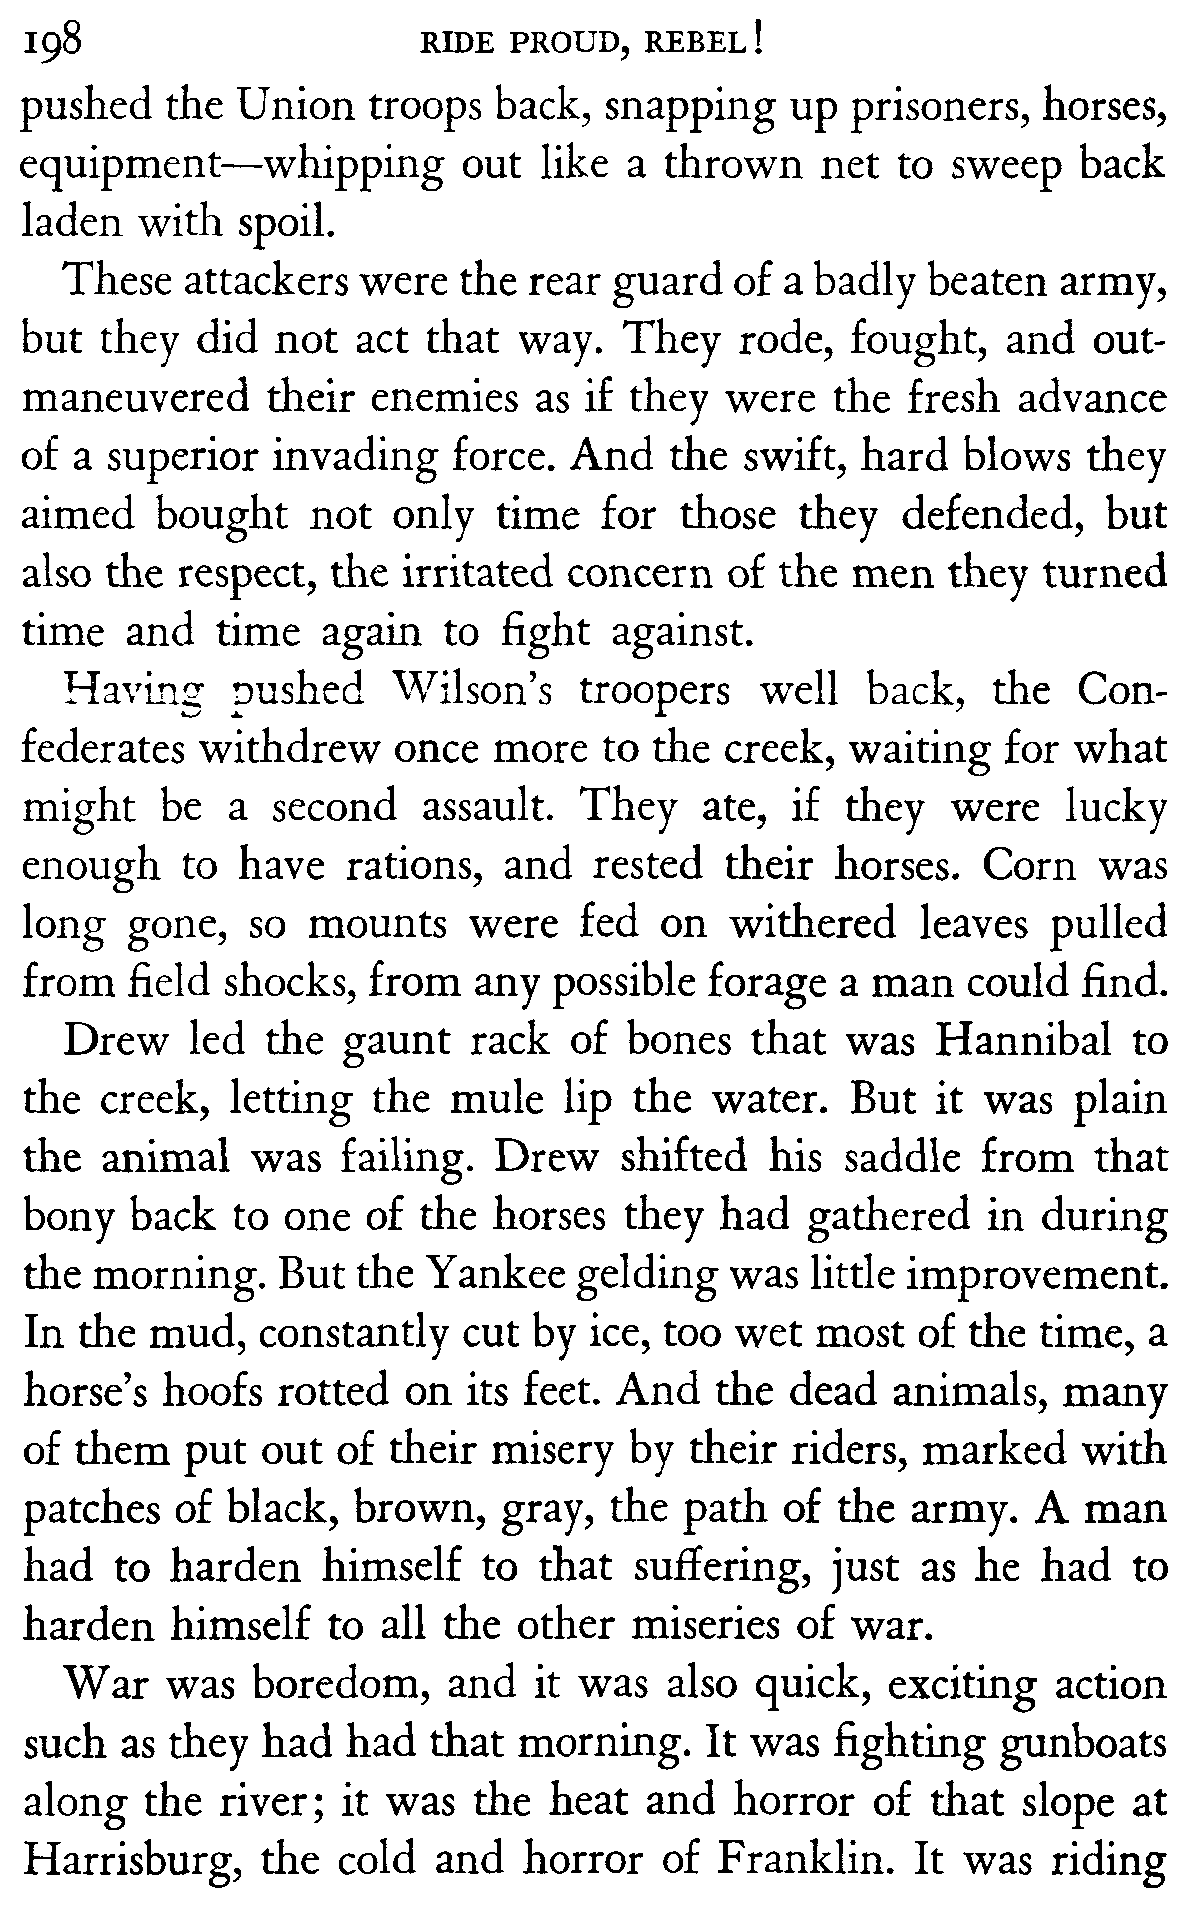 198 RIDE PROUD, REBEL!
pushed the Union troops back, snapping up prisoners, horses,
equipment—whipping out like a thrown net to sweep back
laden with spoil.
These attackers were the rear guard of a badly beaten army,
but they did not act that way. They rode, fought, and out-
maneuvered their enemies as if they were the fresh advance
of a superior invading force. And the swift, hard blows they
aimed bought not only time for those they defended, but
also the respect, the irritated concern of the men they turned
time and time again to fight against.
Having pushed Wilson's troopers well back, the Con-
federates withdrew once more to the creek, waiting for what
might be a second assault. They ate, if they were lucky
enough to have rations, and rested their horses. Corn was
long gone, so mounts were fed on withered leaves pulled
from field shocks, from any possible forage a man could find.
Drew led the gaunt rack of bones that was Hannibal to
the creek, letting the mule lip the water. But it was plain
the animal was failing. Drew shifted his saddle from that
bony back to one of the horses they had gathered in during
the morning. But the Yankee gelding was little improvement.
In the mud, constantly cut by ice, too wet most of the time, a
horse's hoofs rotted on its feet. And the dead animals, many
of them put out of their misery by their riders, marked with
patches of black, brown, gray, the path of the army. A man
had to harden himself to that suffering, just as he had to
harden himself to all the other miseries of war.
War was boredom, and it was also quick, exciting action
such as they had had that morning. It was fighting gunboats
along the river; it was the heat and horror of that slope at
Harrisburg, the cold and horror of Franklin. It was riding